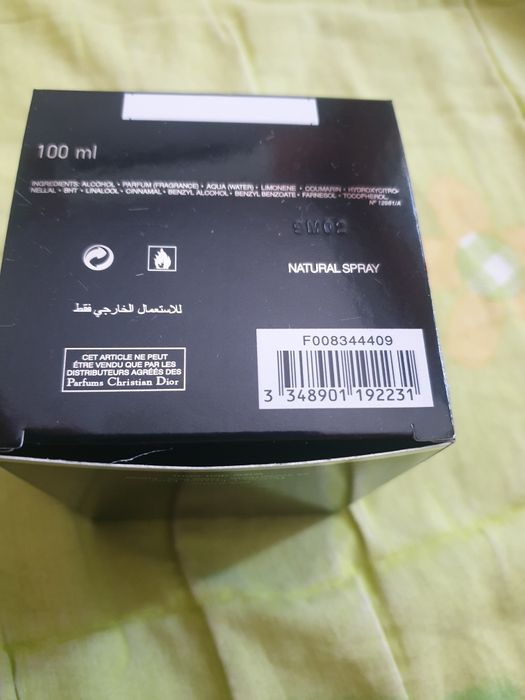 100 ml
INGREDIENTS: ALCOHOL • PARFUM (FRAGRANCE) • AQUA (WATER) • LIMONENE • COUMARIN • HYDROXYCITRO-
NELLAL • BHT • LINALOOL • CINNAMAL • BENZYL ALCOHOL • BENZYL BENZOATE • FARNESOL • TOCOPHEROL.
N° 12981/A
NATURAL SPRAY
للاستعمال الخارجي فقط
CET ARTICLE NE PEUT
ÊTRE VENDU QUE PAR LES
DISTRIBUTEURS AGRÉÉS DES
Parfums Christian Dior
F008344409
3 348901 192231